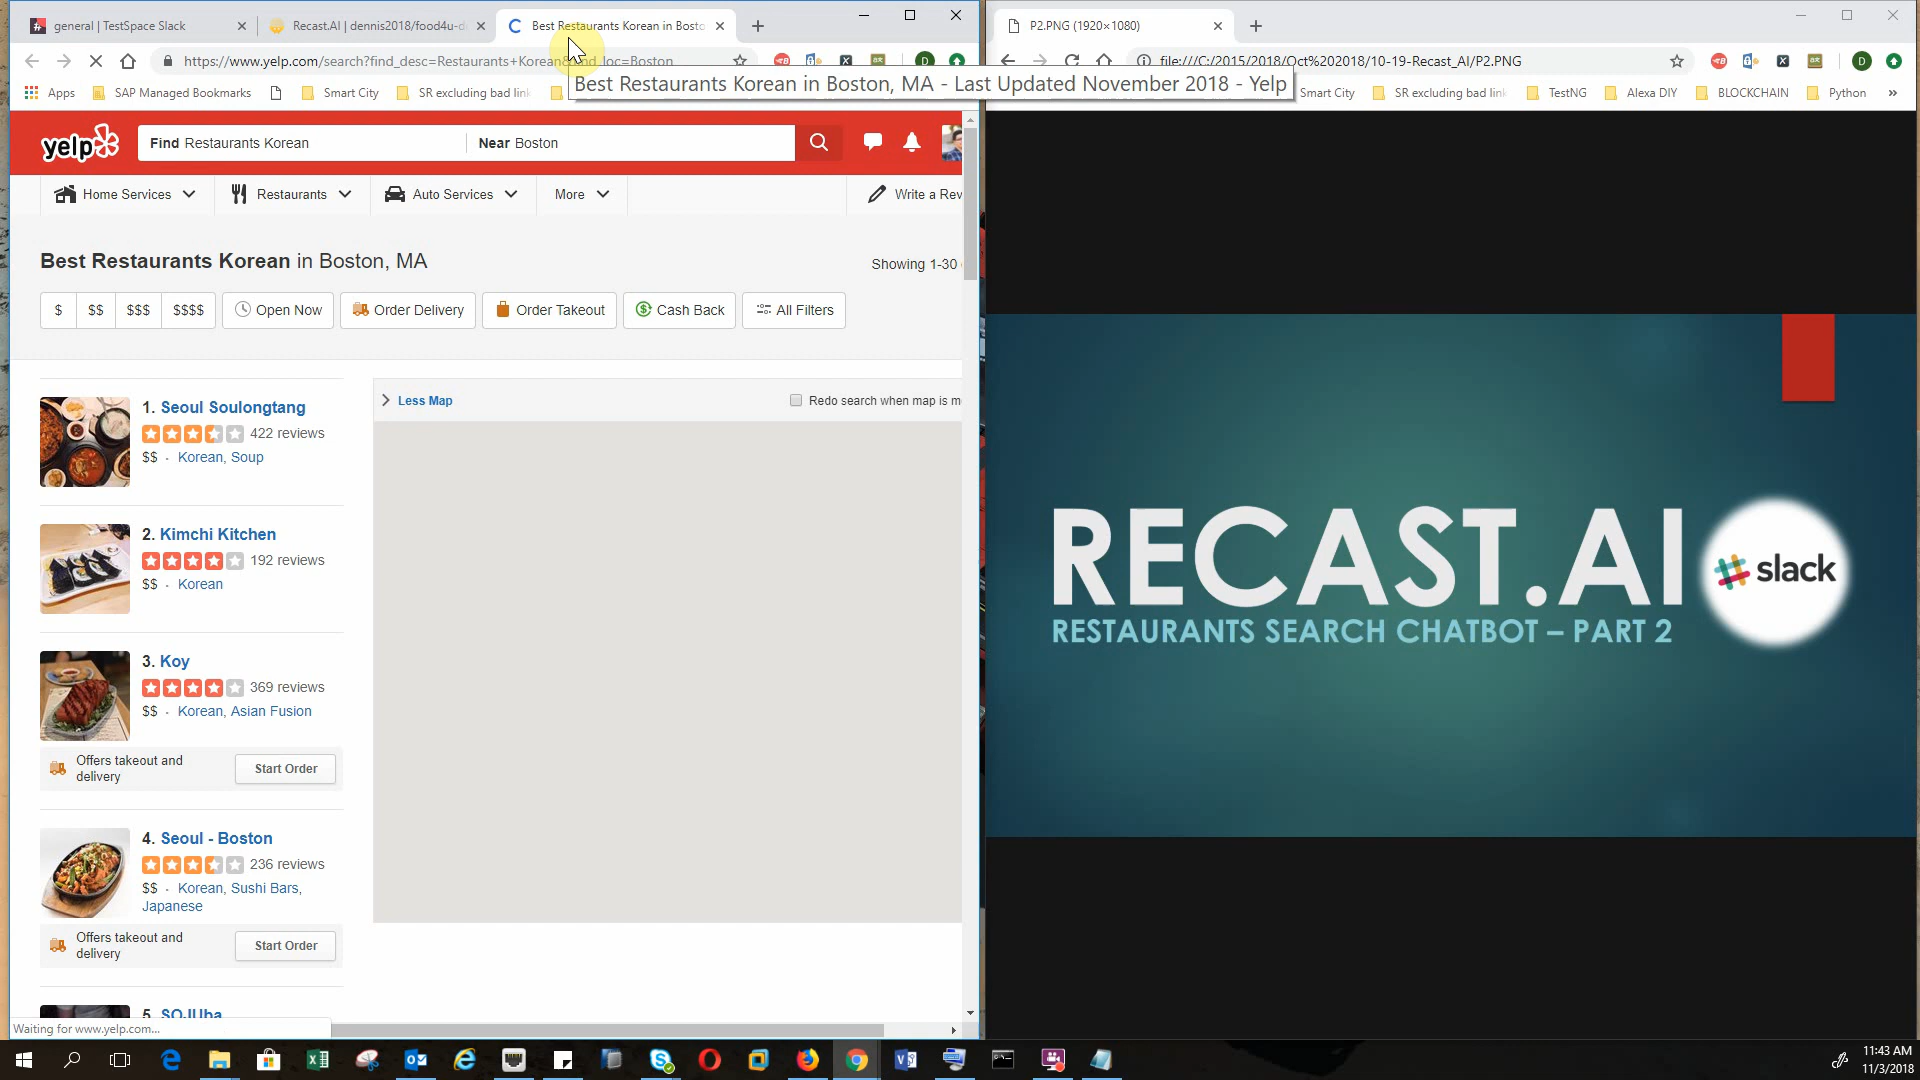 general | TestSpace Slack
Recast.AI | dennis2018/food4u-d
Best Restaurants Korean in Bosto
P2.PNG (1920×1080)
https://www.yelp.com/search?find_desc=Restaurants+Korean&find_loc=Boston
file:///C:/2015/2018/Oct%202018/10-19-Recast_AI/P2.PNG
Best Restaurants Korean in Boston, MA - Last Updated November 2018 - Yelp
Apps
SAP Managed Bookmarks
Smart City
SR excluding bad link
Smart City
SR excluding bad link
TestNG
Alexa DIY
BLOCKCHAIN
Python
»
yelp
Find Restaurants Korean
Near Boston
Home Services
Restaurants
Auto Services
More
Write a Rev
Best Restaurants Korean in Boston, MA
Showing 1-30
$
$$
$$$
$$$$
Open Now
Order Delivery
Order Takeout
Cash Back
All Filters
Less Map
Redo search when map is m
1. Seoul Soulongtang
422 reviews
$$ - Korean, Soup
2. Kimchi Kitchen
192 reviews
$$ - Korean
3. Koy
369 reviews
$$ - Korean, Asian Fusion
Offers takeout and
delivery
Start Order
4. Seoul - Boston
236 reviews
$$ - Korean, Sushi Bars,
Japanese
Offers takeout and
delivery
Start Order
5. SOJUba
Waiting for www.yelp.com...
RECAST.AI
slack
RESTAURANTS SEARCH CHATBOT – PART 2
11:43 AM
11/3/2018